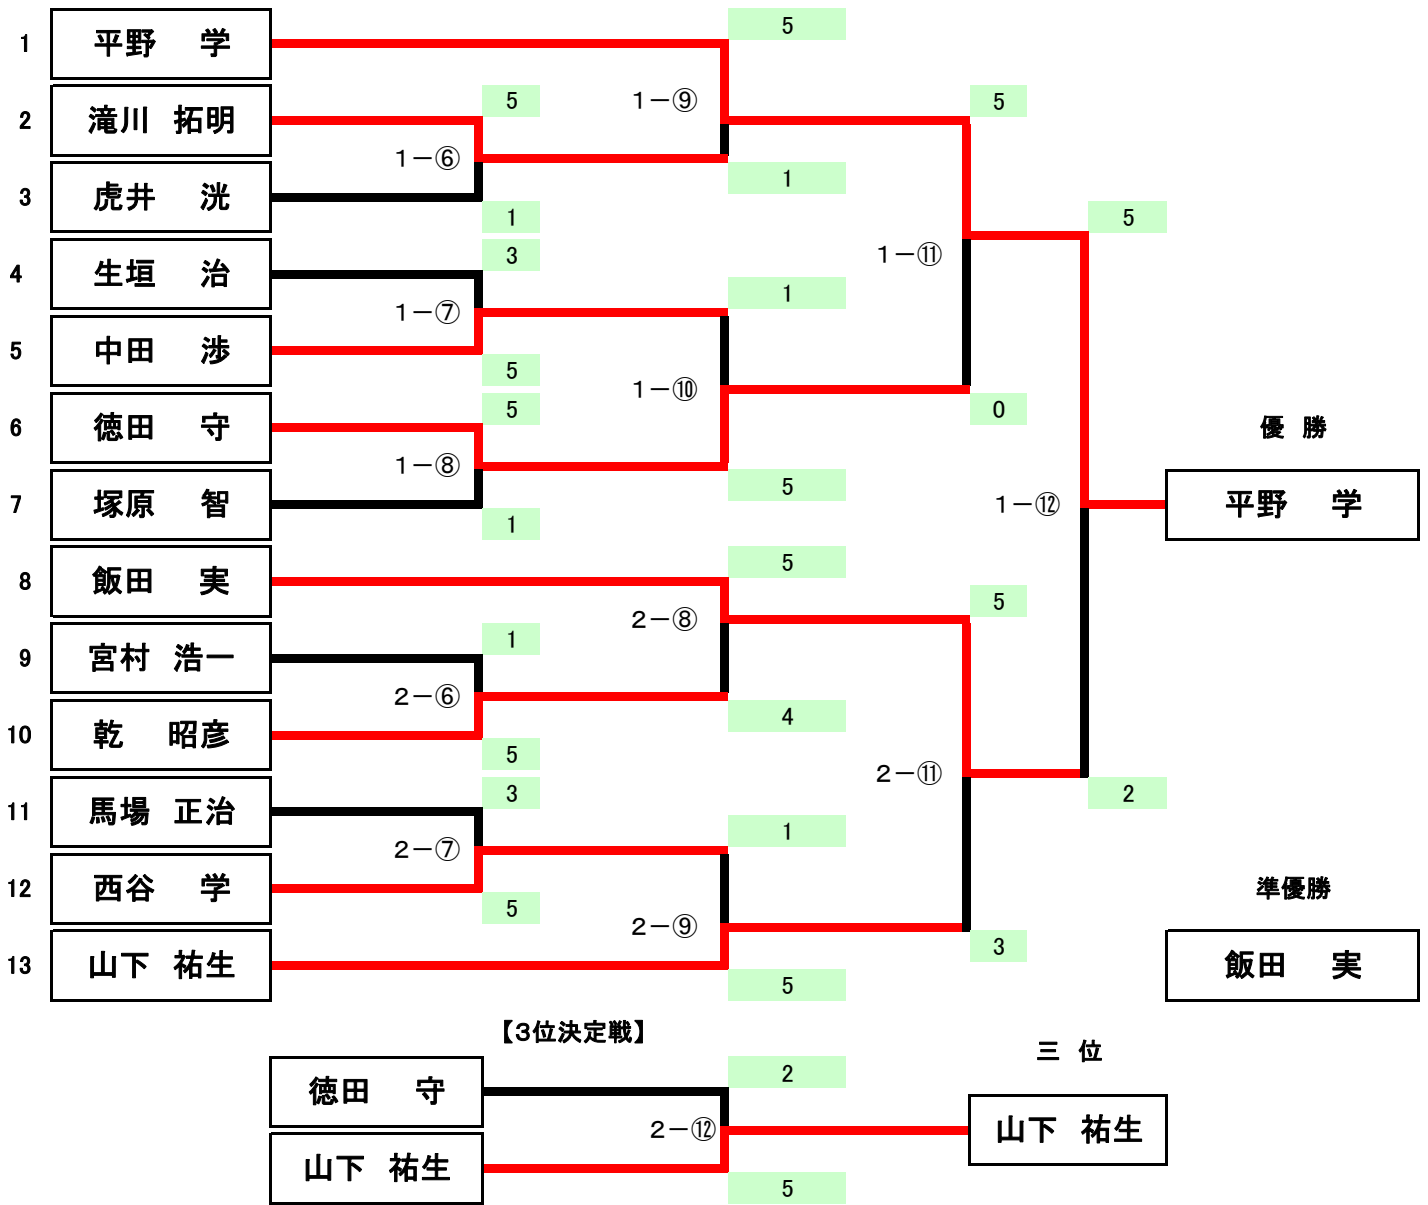 5
1 平野 学
5
5
2 滝川 拓明
1－⑨
1－⑥
1
3 虎井 洸
1
5
3
4 生垣 治
1－⑪
1
1－⑦
5 中田 渉
5
1－⑩
5
0
6 徳田 守
優 勝
1－⑧
5
7 塚原 智
1－⑫
平野 学
1
5
8 飯田 実
5
2－⑧
1
9 宮村 浩一
2－⑥
4
10 乾 昭彦
5
2－⑪
3
2
11 馬場 正治
1
2－⑦
12 西谷 学
準優勝
5
2－⑨
3
13 山下 祐生
飯田 実
5
【3位決定戦】
三 位
2
徳田 守
2－⑫
山下 祐生
山下 祐生
5